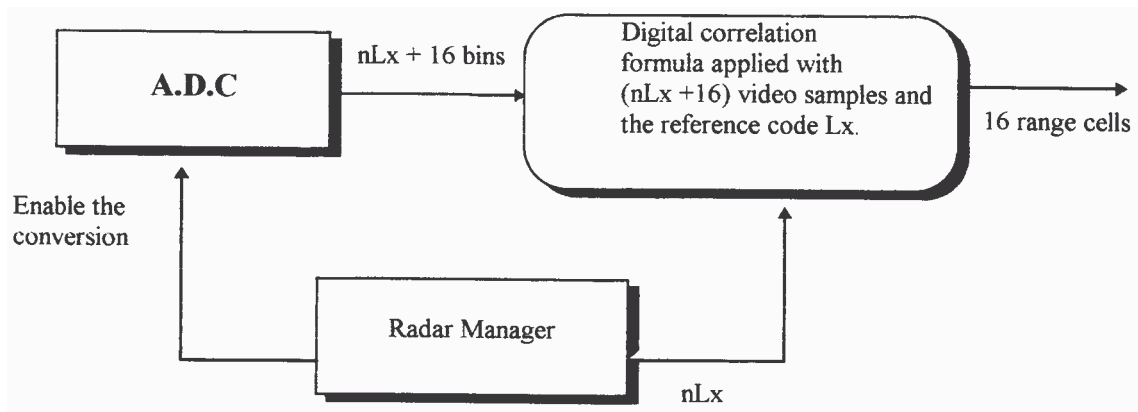 A.D.C
nLx + 16 bins
Digital correlation
formula applied with
(nLx +16) video samples and
the reference code Lx.
16 range cells
Enable the
conversion
Radar Manager
nLx